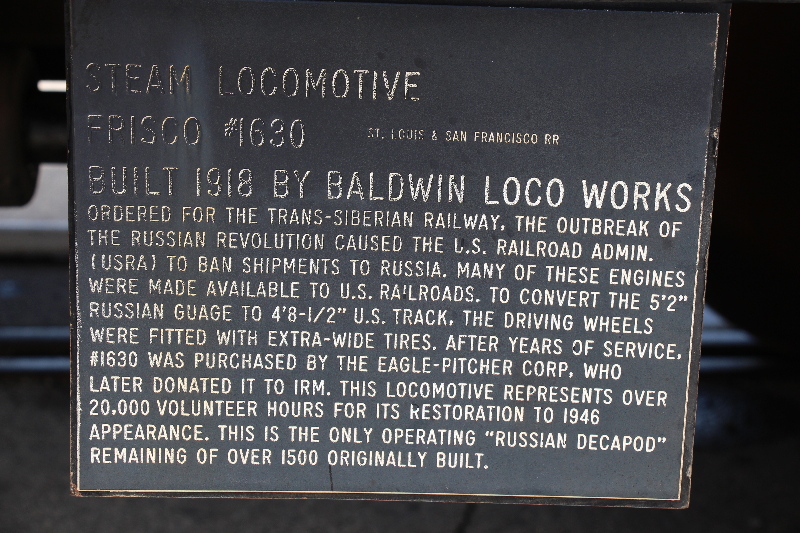 STEAM LOCOMOTIVE
FRISCO #1630 ST. LOUIS & SAN FRANCISCO RR
BUILT 1918 BY BALDWIN LOCO WORKS
ORDERED FOR THE TRANS-SIBERIAN RAILWAY, THE OUTBREAK OF
THE RUSSIAN REVOLUTION CAUSED THE U.S. RAILROAD ADMIN.
(USRA) TO BAN SHIPMENTS TO RUSSIA. MANY OF THESE ENGINES
WERE MADE AVAILABLE TO U.S. RAILROADS. TO CONVERT THE 5'2"
RUSSIAN GUAGE TO 4'8-1/2" U.S. TRACK, THE DRIVING WHEELS
WERE FITTED WITH EXTRA-WIDE TIRES. AFTER YEARS OF SERVICE,
#1630 WAS PURCHASED BY THE EAGLE-PITCHER CORP, WHO
LATER DONATED IT TO IRM. THIS LOCOMOTIVE REPRESENTS OVER
20.000 VOLUNTEER HOURS FOR ITS RESTORATION TO 1946
APPEARANCE. THIS IS THE ONLY OPERATING "RUSSIAN DECAPOD"
REMAINING OF OVER 1500 ORIGINALLY BUILT.